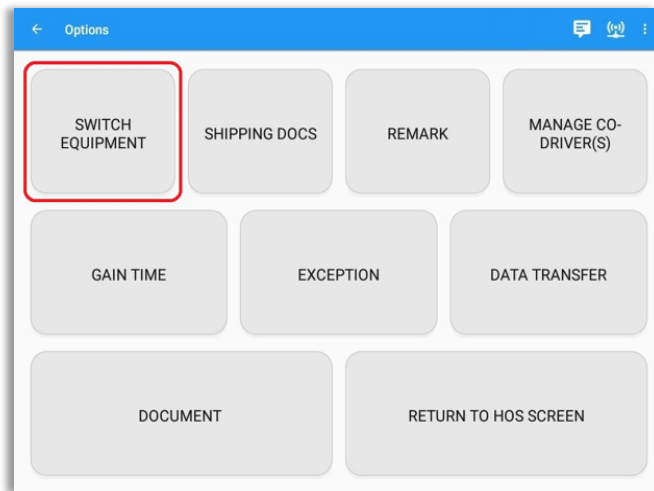 Options
SWITCH
EQUIPMENT
SHIPPING DOCS
REMARK
MANAGE CO-
DRIVER(S)
GAIN TIME
EXCEPTION
DATA TRANSFER
DOCUMENT
RETURN TO HOS SCREEN